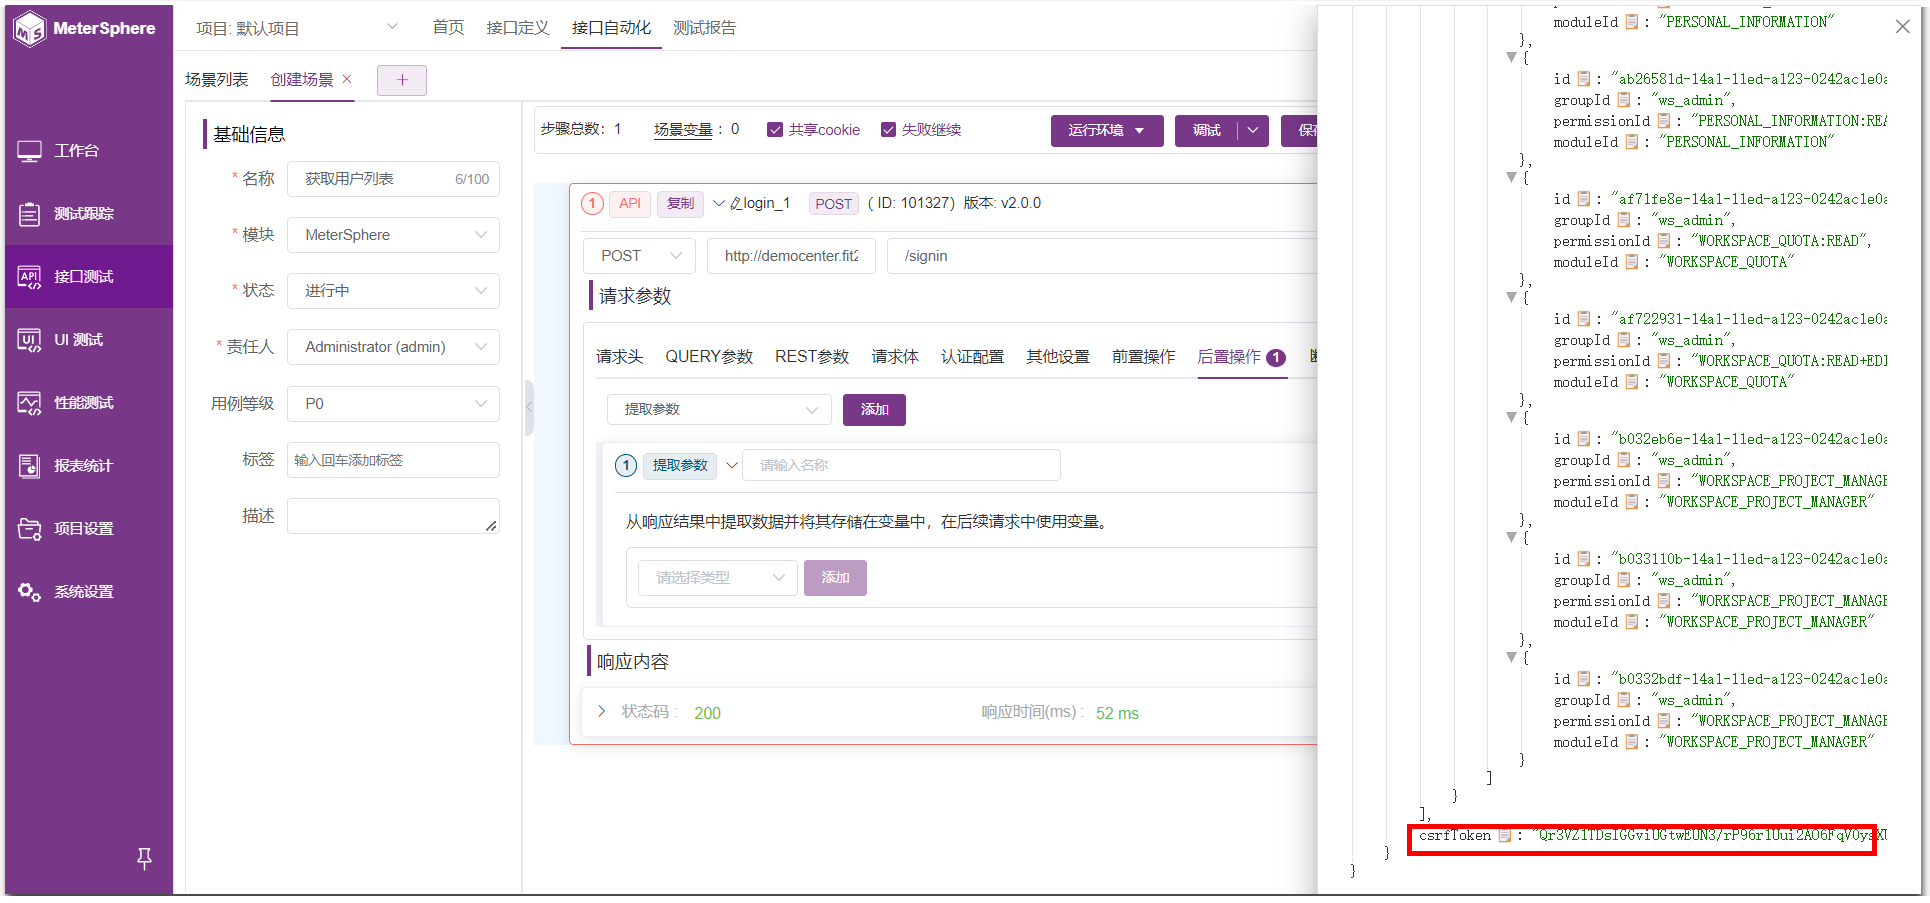 MeterSphere
项目: 默认项目
首页
接口定义
接口自动化
测试报告
场景列表
创建场景
工作台
测试跟踪
接口测试
UI 测试
性能测试
报表统计
项目设置
系统设置
基础信息
* 名称
获取用户列表
6/100
* 模块
MeterSphere
* 状态
进行中
* 责任人
Administrator (admin)
用例等级
P0
标签
输入回车添加标签
描述
步骤总数: 1
场景变量 : 0
共享cookie
失败继续
运行环境
调试
1
API
复制
login_1
POST
( ID: 101327)
版本: v2.0.0
POST
http://democenter.fit2
/signin
请求参数
请求头
QUERY参数
REST参数
请求体
认证配置
其他设置
前置操作
后置操作 1
提取参数
添加
1
提取参数
请输入名称
从响应结果中提取数据并将其存储在变量中，在后续请求中使用变量。
请选择类型
添加
响应内容
状态码 :
200
响应时间(ms) :
52 ms
moduleId : "PERSONAL_INFORMATION"
},
{
id : "ab26581d-14a1-11ed-a123-0242ac1e0a
groupId : "ws_admin",
permissionId : "PERSONAL_INFORMATION:REA
moduleId : "PERSONAL_INFORMATION"
},
{
id : "af71fe8e-14a1-11ed-a123-0242ac1e0a
groupId : "ws_admin",
permissionId : "WORKSPACE_QUOTA:READ",
moduleId : "WORKSPACE_QUOTA"
},
{
id : "af722931-14a1-11ed-a123-0242ac1e0a
groupId : "ws_admin",
permissionId : "WORKSPACE_QUOTA:READ+EDI
moduleId : "WORKSPACE_QUOTA"
},
{
id : "b032eb6e-14a1-11ed-a123-0242ac1e0a
groupId : "ws_admin",
permissionId : "WORKSPACE_PROJECT_MANAGE
moduleId : "WORKSPACE_PROJECT_MANAGER"
},
{
id : "b033110b-14a1-11ed-a123-0242ac1e0a
groupId : "ws_admin",
permissionId : "WORKSPACE_PROJECT_MANAGE
moduleId : "WORKSPACE_PROJECT_MANAGER"
},
{
id : "b0332bdf-14a1-11ed-a123-0242ac1e0a
groupId : "ws_admin",
permissionId : "WORKSPACE_PROJECT_MANAGE
moduleId : "WORKSPACE_PROJECT_MANAGER"
}
]
}
],
csrfToken :
}
}